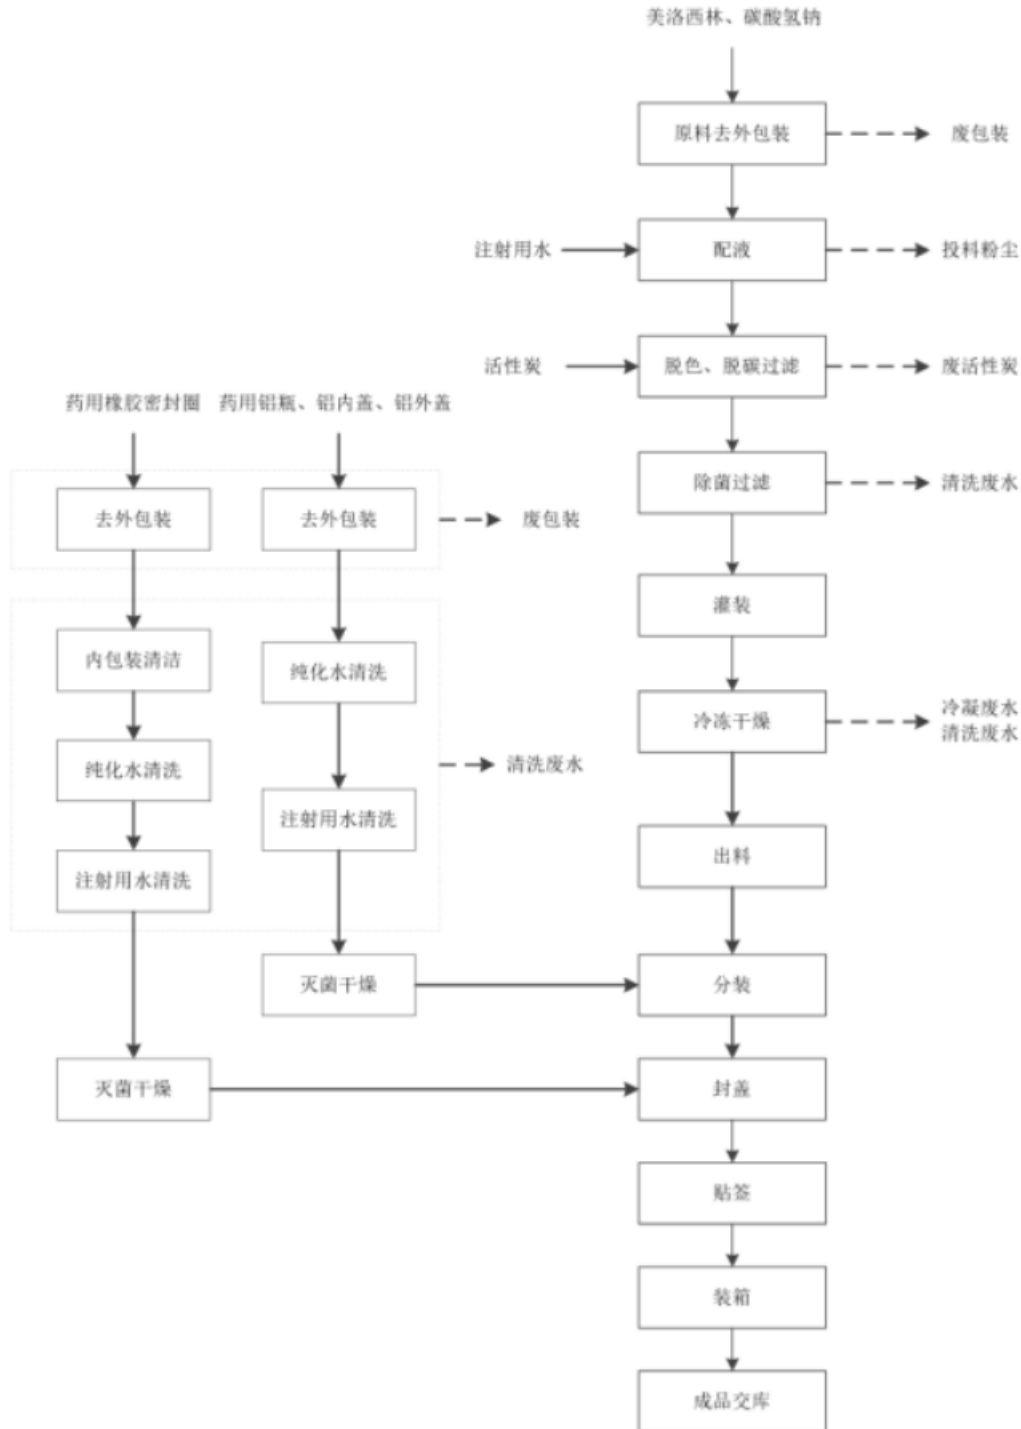 美洛西林、碳酸氢钠
原料去外包装
废包装
注射用水
配液
投料粉尘
活性炭
脱色、脱碳过滤
废活性炭
药用橡胶密封圈
药用铝瓶、铝内盖、铝外盖
除菌过滤
清洗废水
去外包装
去外包装
废包装
灌装
内包装清洁
纯化水清洗
冷冻干燥
冷凝废水
清洗废水
纯化水清洗
清洗废水
注射用水清洗
出料
注射用水清洗
灭菌干燥
分装
灭菌干燥
封盖
贴签
装箱
成品交库